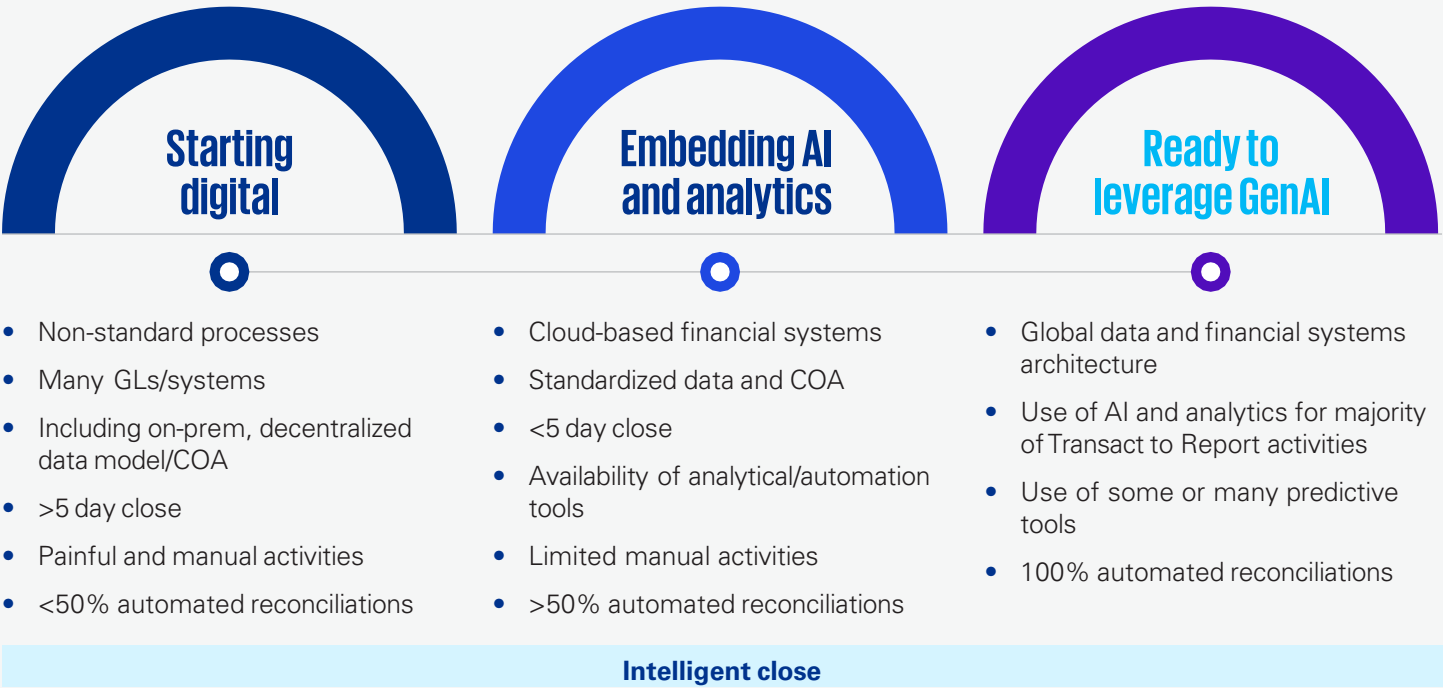 Starting
digital
Embedding AI
and analytics
Ready to
leverage GenAI
• Non-standard processes
• Many GLs/systems
• Including on-prem, decentralized
data model/COA
• >5 day close
• Painful and manual activities
• <50% automated reconciliations
• Cloud-based financial systems
• Standardized data and COA
• <5 day close
• Availability of analytical/automation
tools
• Limited manual activities
• >50% automated reconciliations
• Global data and financial systems
architecture
• Use of AI and analytics for majority
of Transact to Report activities
• Use of some or many predictive
tools
• 100% automated reconciliations
Intelligent close